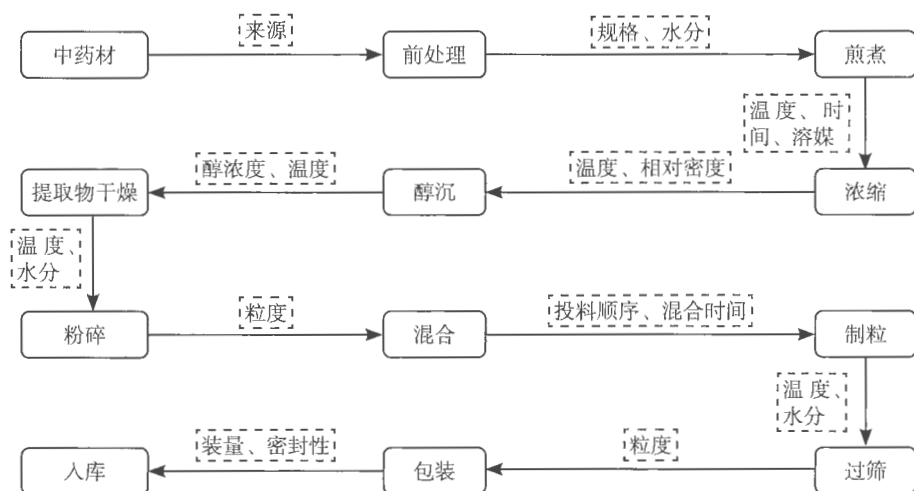 来源
规格、水分
中药材
前处理
煎煮
温度、时
间、溶媒
醇浓度、温度
温度、相对密度
提取物干燥
醇沉
浓缩
温度、
水分
粒度
投料顺序、混合时间
粉碎
混合
制粒
温度、
水分
装量、密封性
粒度
入库
包装
过筛